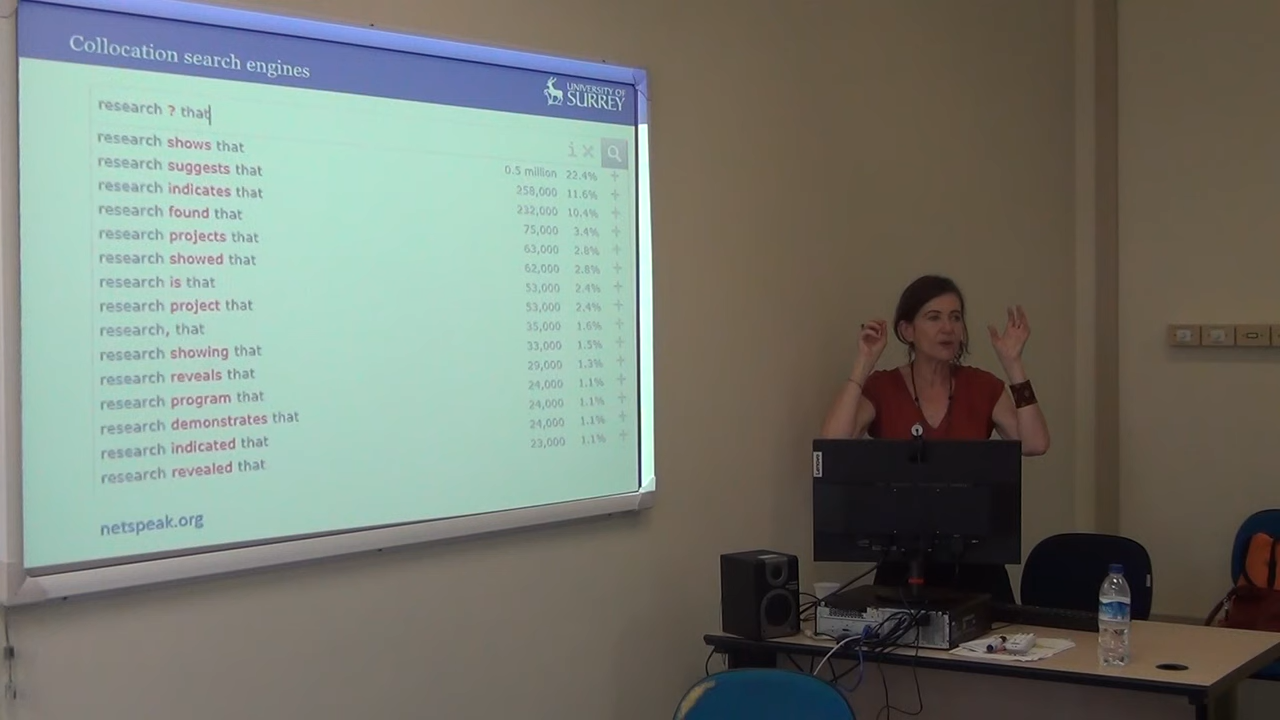 Collocation search engines
UNIVERSITY OF
SURREY
research ? that
research shows that
research suggests that
research indicates that
research found that
research projects that
research showed that
research is that
research project that
research, that
research showing that
research reveals that
research program that
research demonstrates that
research indicated that
research revealed that
0.5 million 22.4%
258,000 11.6%
232,000 10.4%
75,000 3.4%
63,000 2.8%
62,000 2.8%
53,000 2.4%
53,000 2.4%
35,000 1.6%
33,000 1.5%
29,000 1.3%
24,000 1.1%
24,000 1.1%
24,000 1.1%
23,000 1.1%
netspeak.org
Lenovo